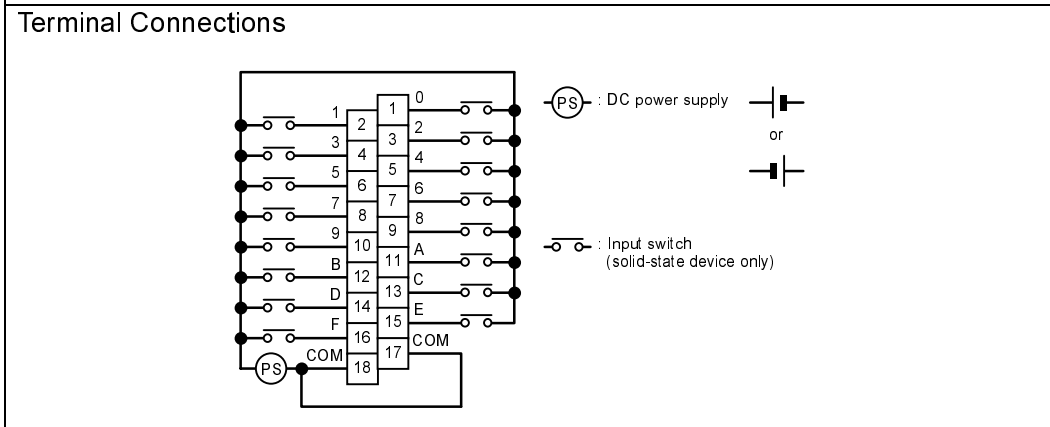 Terminal Connections
0
1
1
2
2
3
3
4
4
5
5
6
6
7
7
8
8
9
9
10
A
11
B
12
C
13
D
14
E
15
F
16
COM
17
COM
18
PS
PS : DC power supply
or
: Input switch
(solid-state device only)